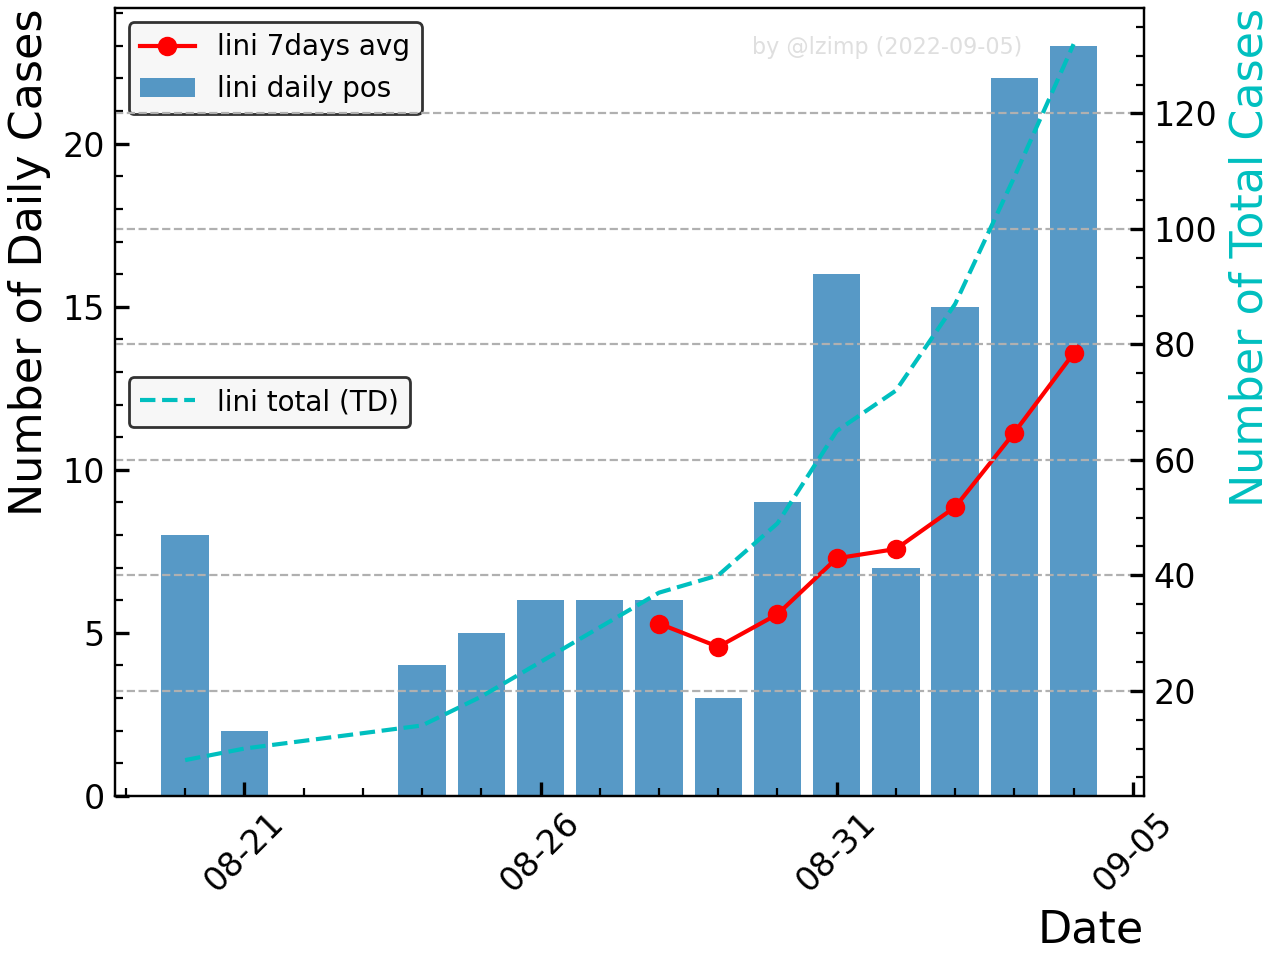 Number of Daily Cases
Number of Total Cases
lini 7days avg
lini daily pos
by @lzimp (2022-09-05)
lini total (TD)
20
15
10
5
0
120
100
80
60
40
20
08-21
08-26
08-31
09-05
Date